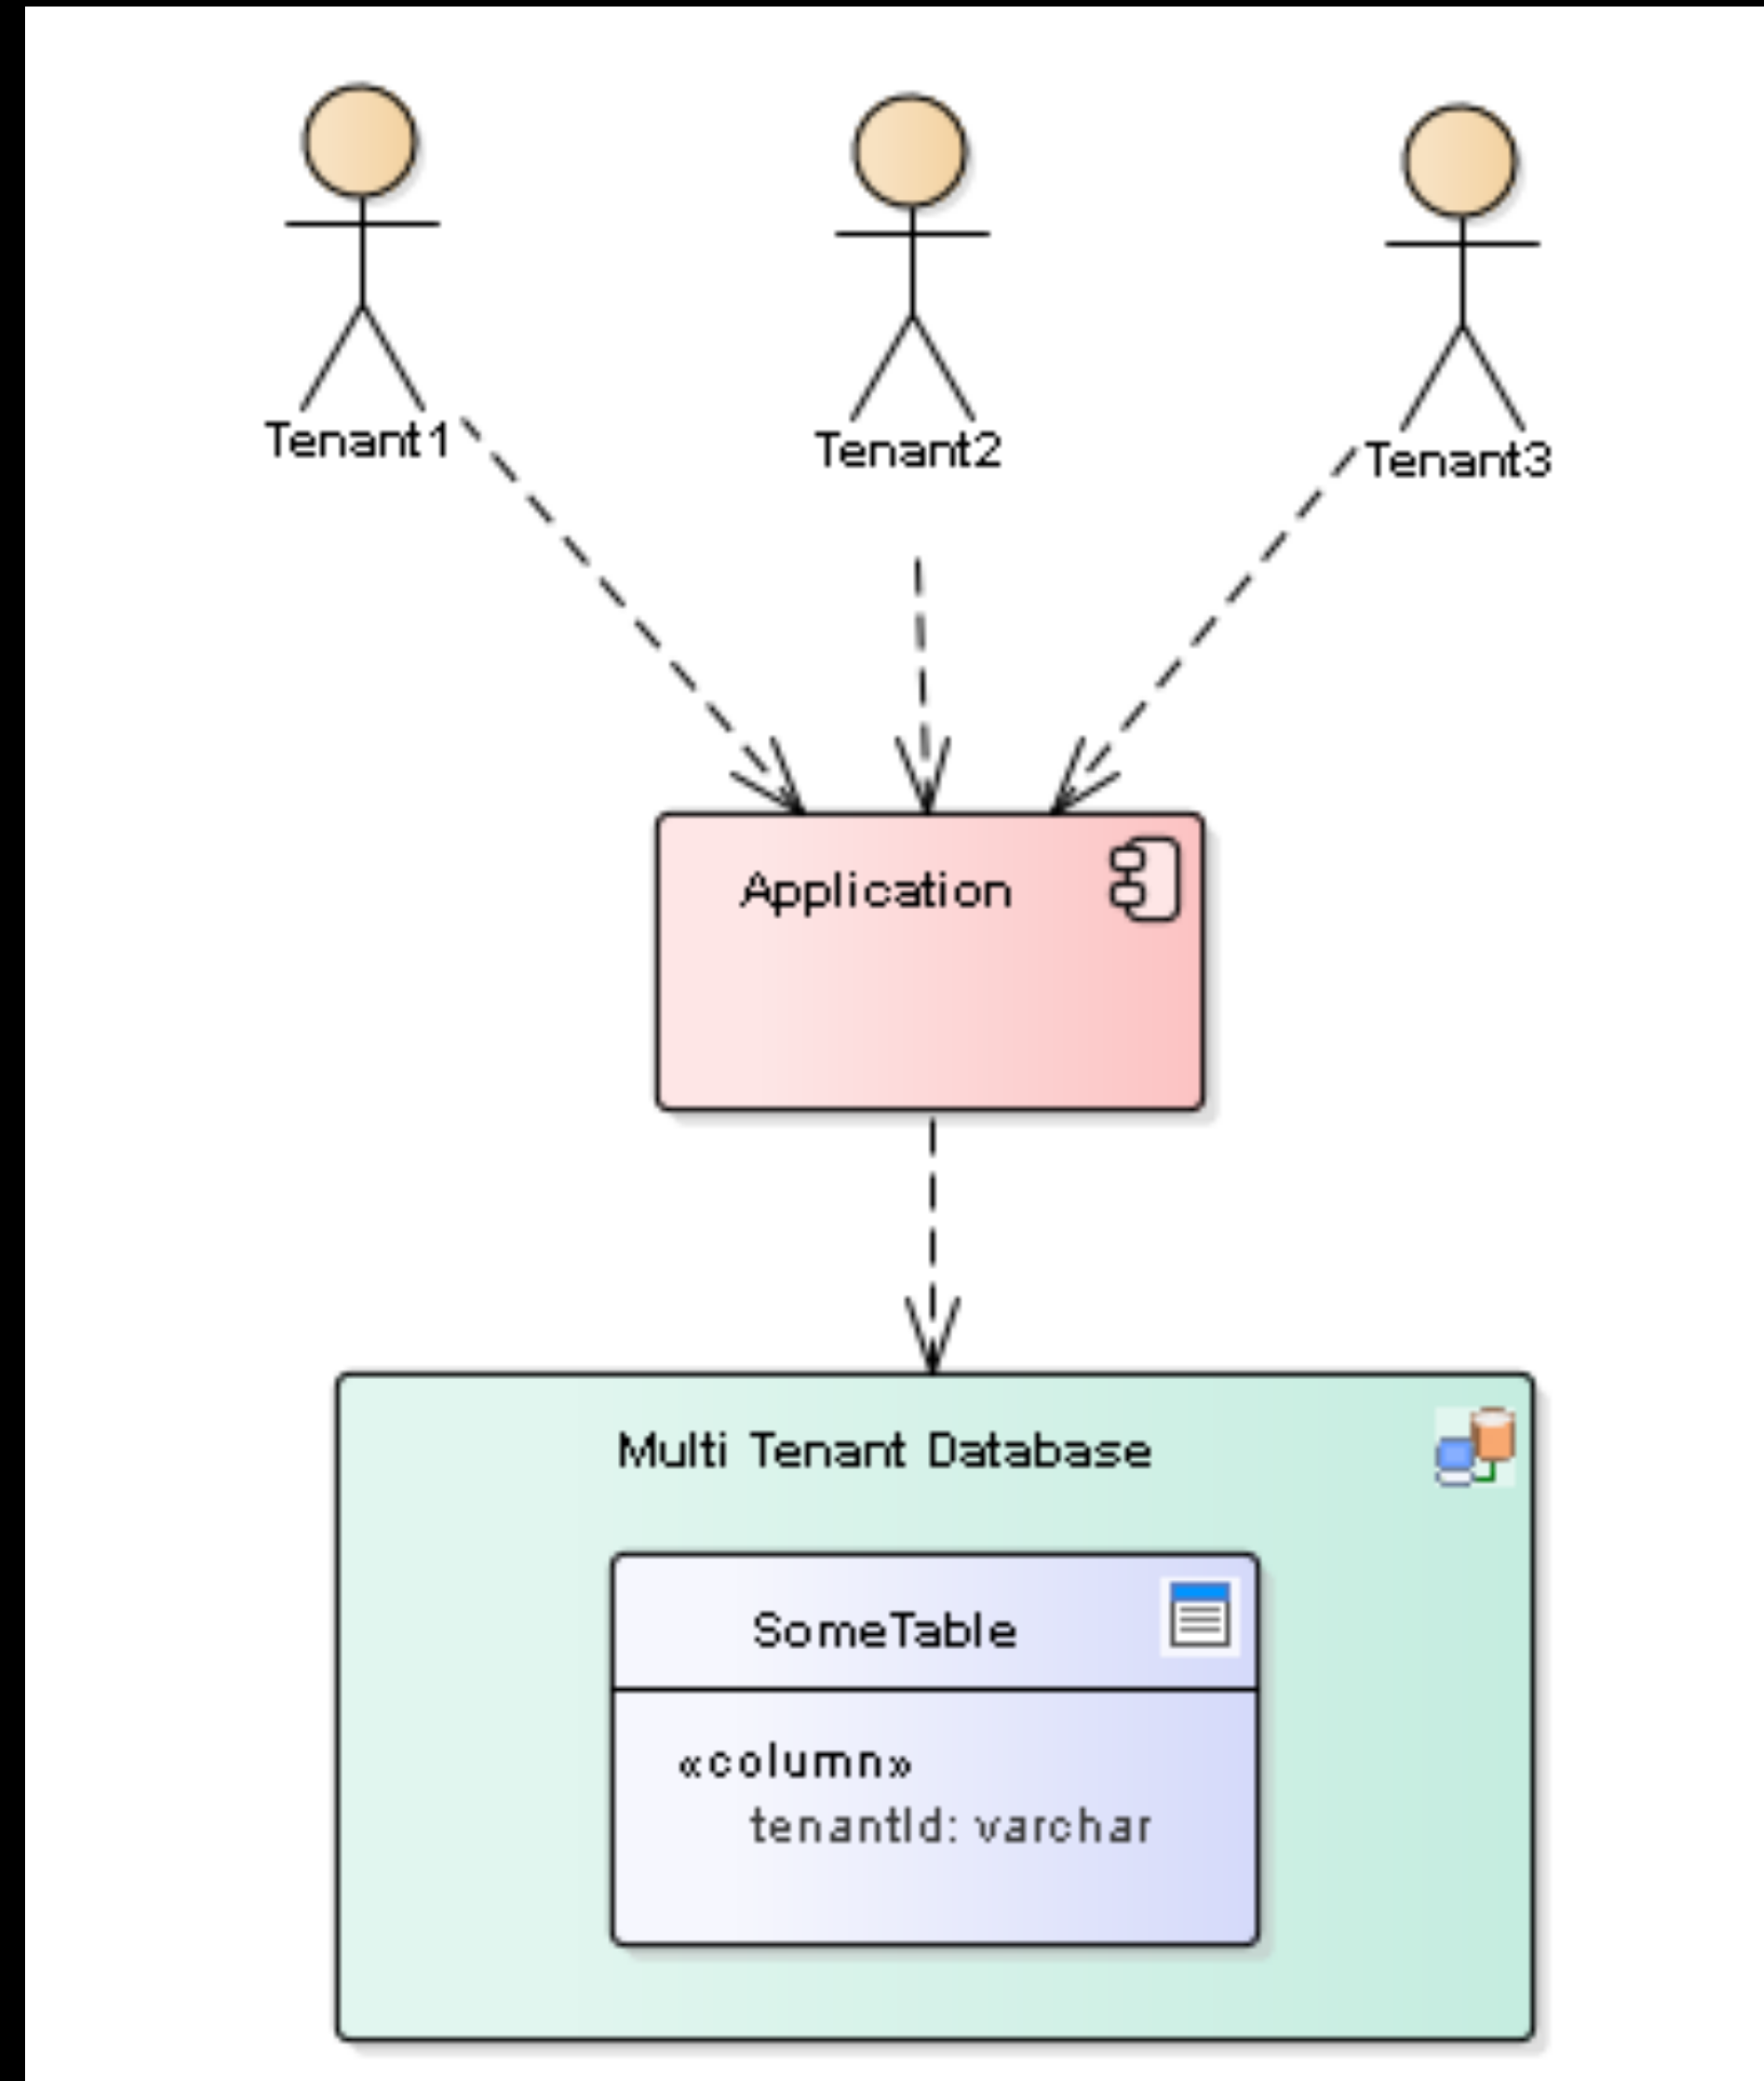 Tenant1
Tenant2
Tenant3
Application
Multi Tenant Database
SomeTable
«column»
tenantId: varchar